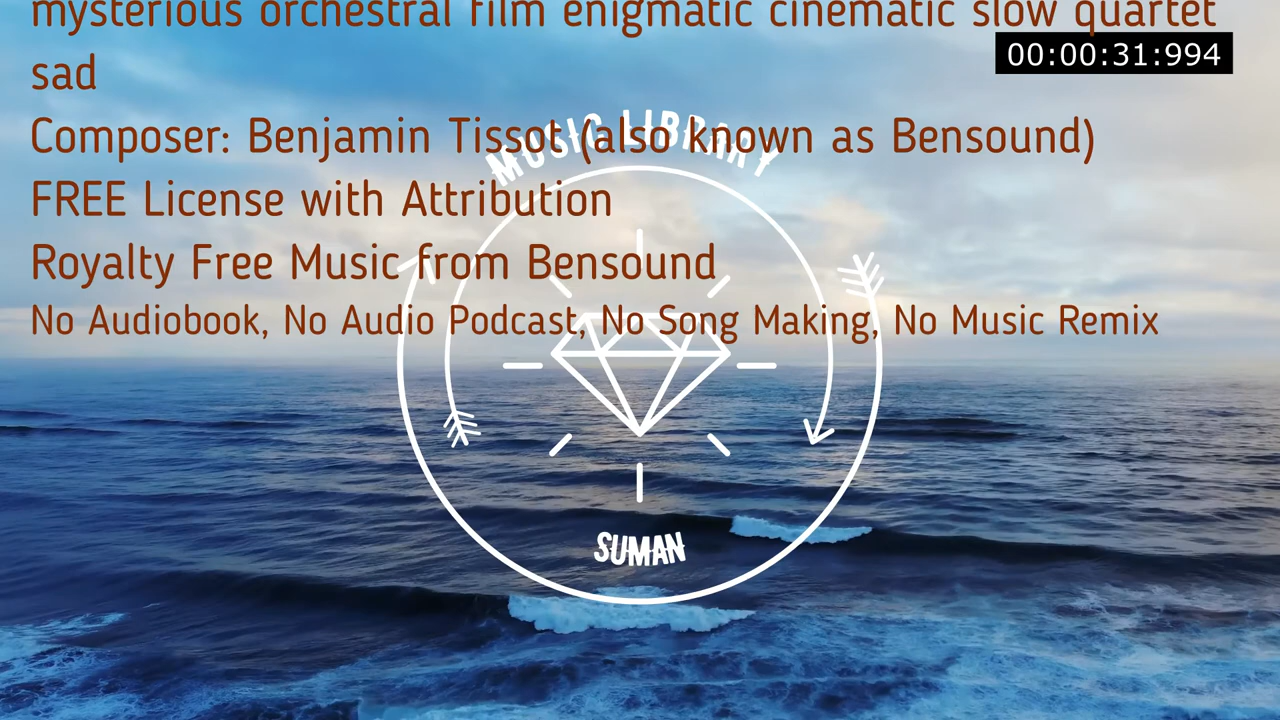 mysterious orchestral film enigmatic cinematic slow quartet
00:00:31:994
sad
MUSIC LIBRARY
Composer: Benjamin Tissot (also known as Bensound)
FREE License with Attribution
Royalty Free Music from Bensound
No Audiobook, No Audio Podcast, No Song Making, No Music Remix
SUMAN